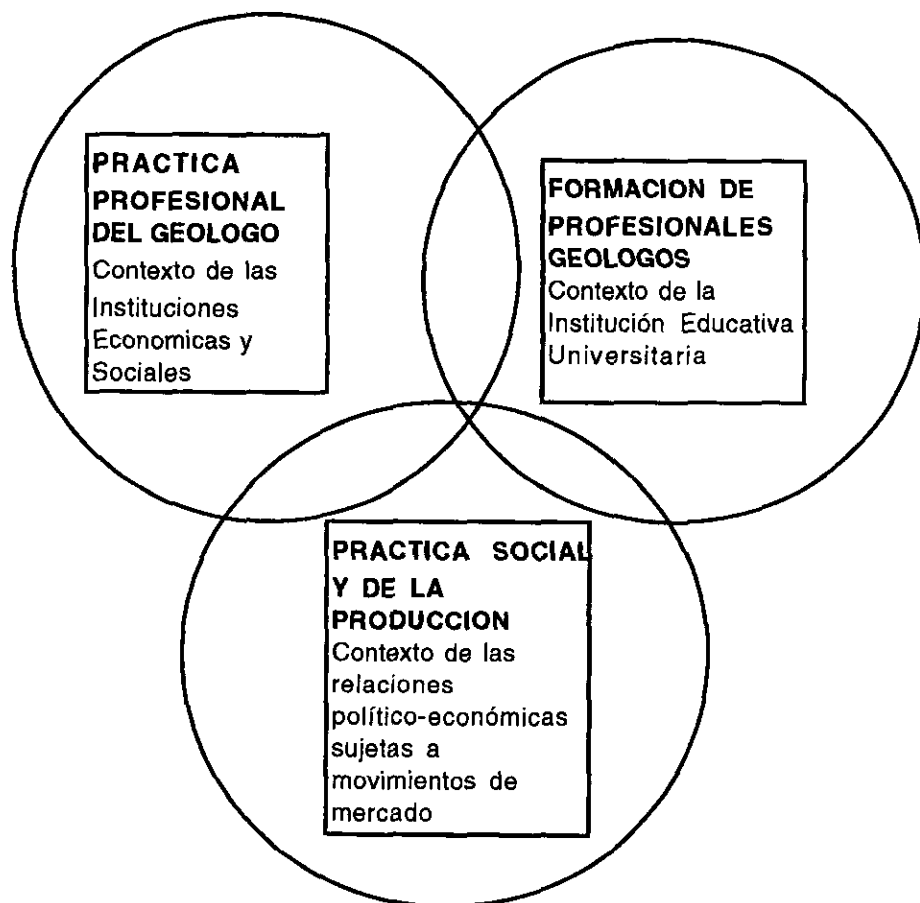 PRACTICA
PROFESIONAL
DEL GEOLOGO
Contexto de las
Instituciones
Economicas y
Sociales
FORMACION DE
PROFESIONALES
GEOLOGOS
Contexto de la
Institución Educativa
Universitaria
PRACTICA SOCIAL
Y DE LA
PRODUCCION
Contexto de las
relaciones
político-económicas
sujetas a
movimientos de
mercado